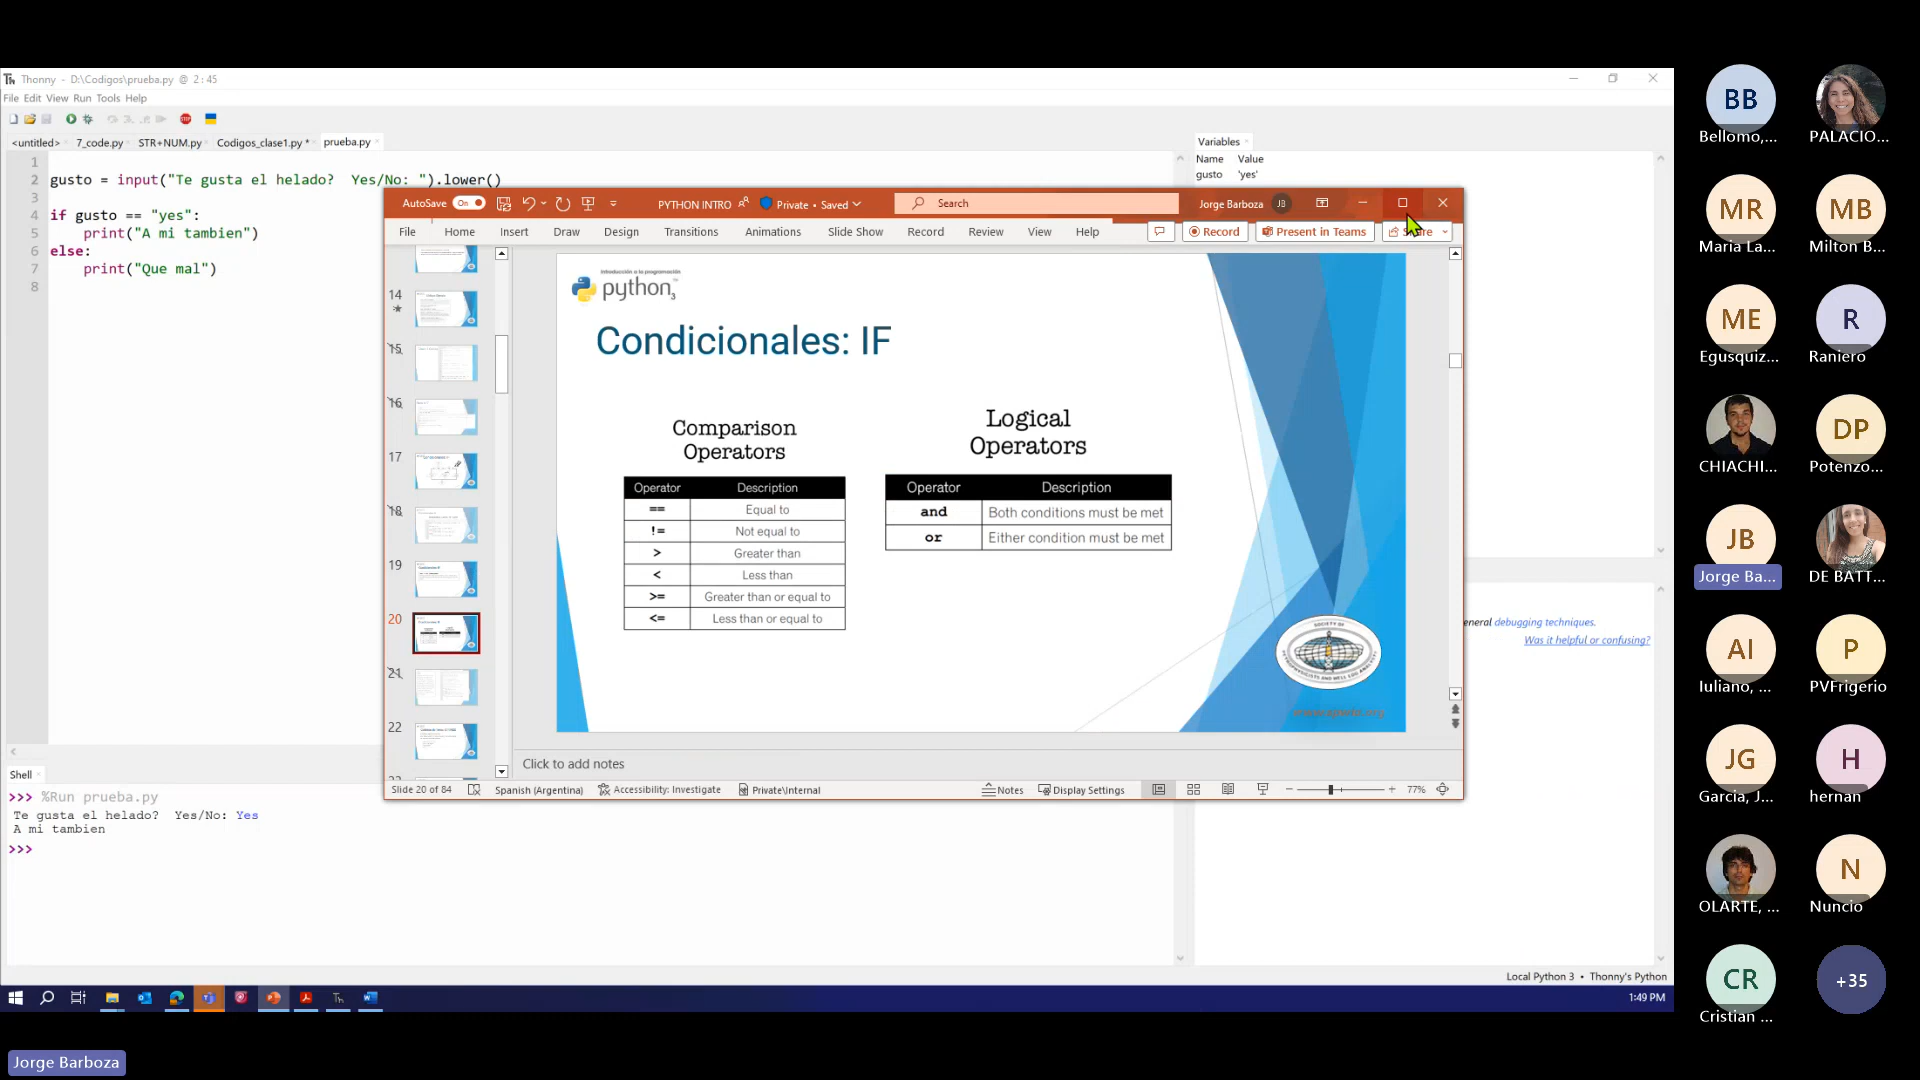 Thonny - D:\Codigos\prueba.py @ 2:45
File Edit View Run Tools Help
<untitled> 7_code.py STR+NUM.py Codigos_clase1.py * prueba.py
1
2 gusto = input("Te gusta el helado?  Yes/No: ").lower()
3
4 if gusto == "yes":
5     print("A mi tambien")
6 else:
7     print("Que mal")
8
Variables
Name Value
gusto 'yes'
AutoSave On PYTHON INTRO Private • Saved Search Jorge Barboza JB
File Home Insert Draw Design Transitions Animations Slide Show Record Review View Help Record Present in Teams
14
15
16
17
18
19
20
21
22
Introducción a la programación
python 3
Condicionales: IF
Comparison
Operators
Operator Description
== Equal to
!= Not equal to
> Greater than
< Less than
>= Greater than or equal to
<= Less than or equal to
Logical
Operators
Operator Description
and Both conditions must be met
or Either condition must be met
SOCIETY OF
Click to add notes
Slide 20 of 84 Spanish (Argentina) Accessibility: Investigate Private\Internal Notes Display Settings 77%
debugging techniques.
Was it helpful or confusing?
Shell
>>> %Run prueba.py
Te gusta el helado?  Yes/No: Yes
A mi tambien
>>>
Local Python 3 • Thonny's Python
1:49 PM
BB
Bellomo,...
PALACIO...
MR
Maria La...
MB
Milton B...
ME
Egusquiz...
R
Raniero
CHIACHI...
DP
Potenzo...
JB
Jorge Ba...
DE BATT...
AI
Iuliano, ...
P
PVFrigerio
JG
Garcia, J...
H
hernan
OLARTE, ...
N
Nuncio
CR
Cristian ...
+35
Jorge Barboza